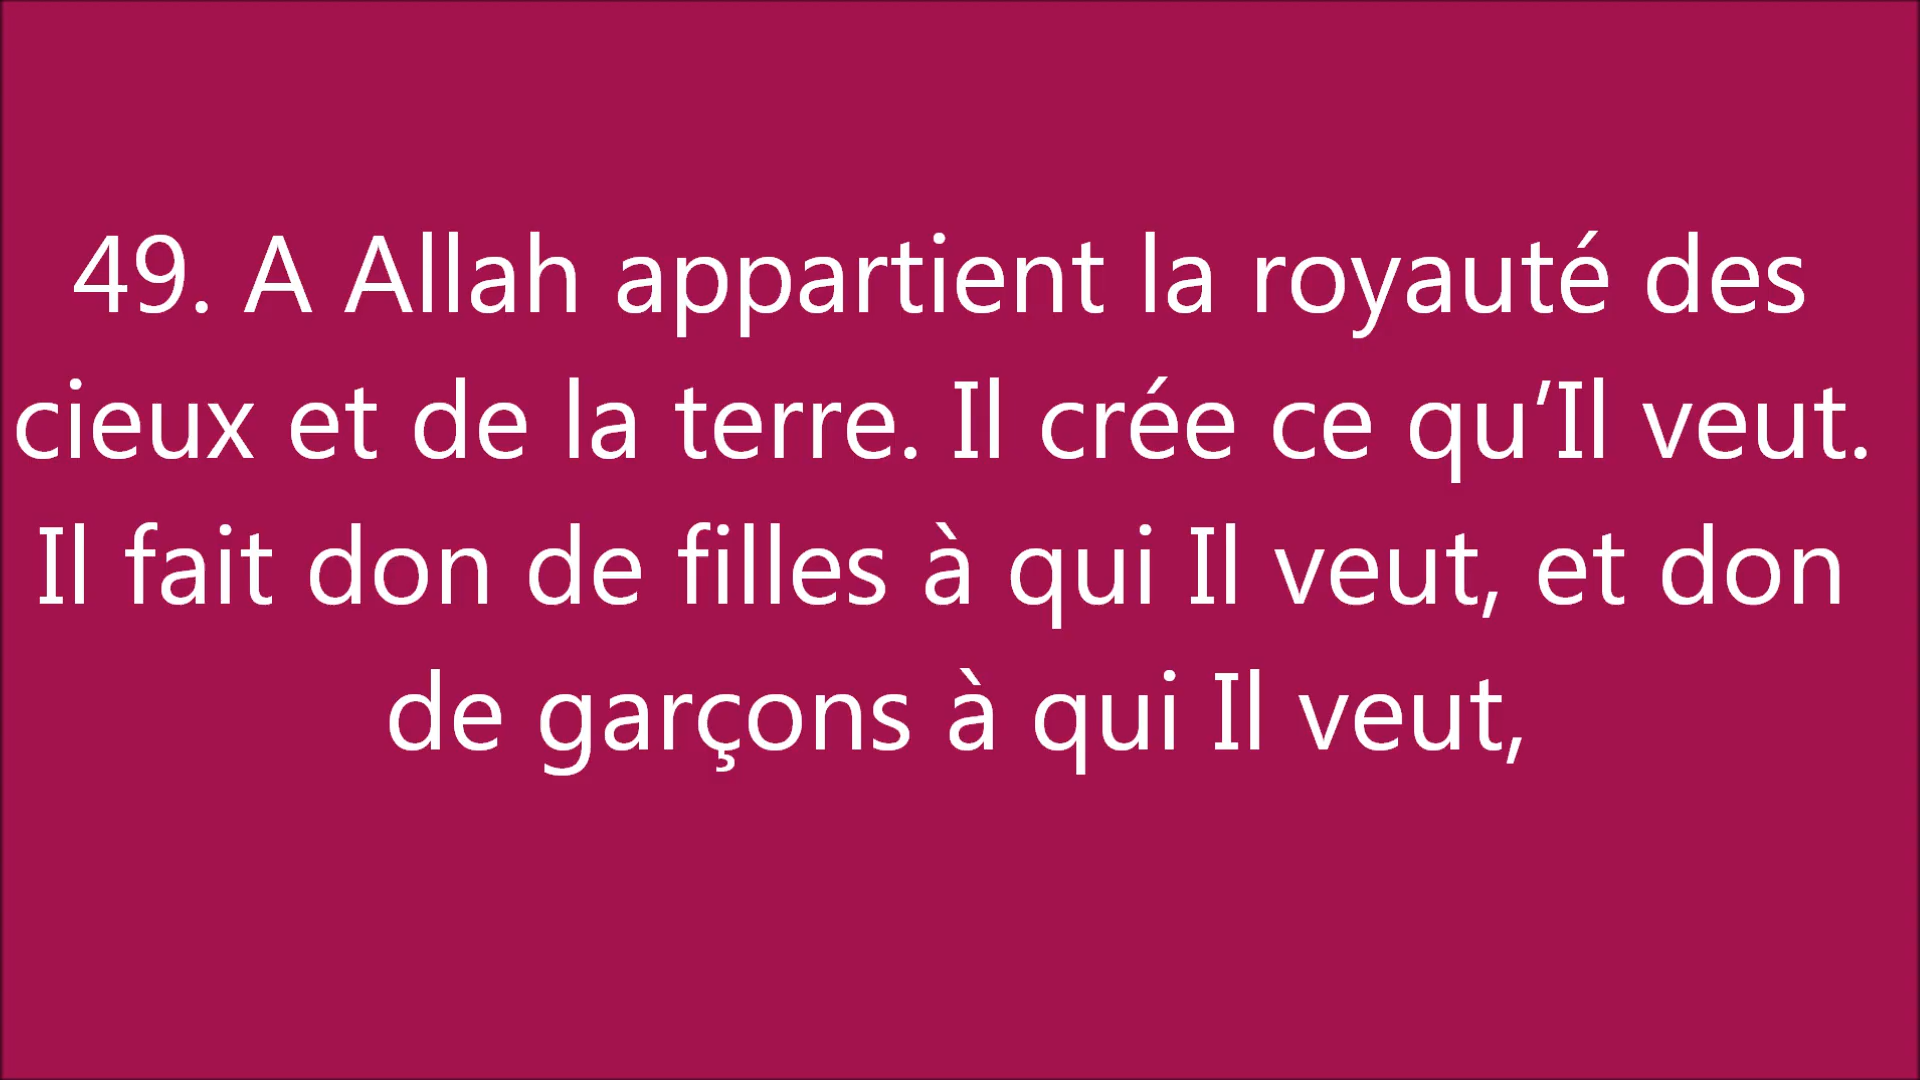 49. A Allah appartient la royauté des
cieux et de la terre. Il crée ce qu’Il veut.
Il fait don de filles à qui Il veut, et don
de garçons à qui Il veut,